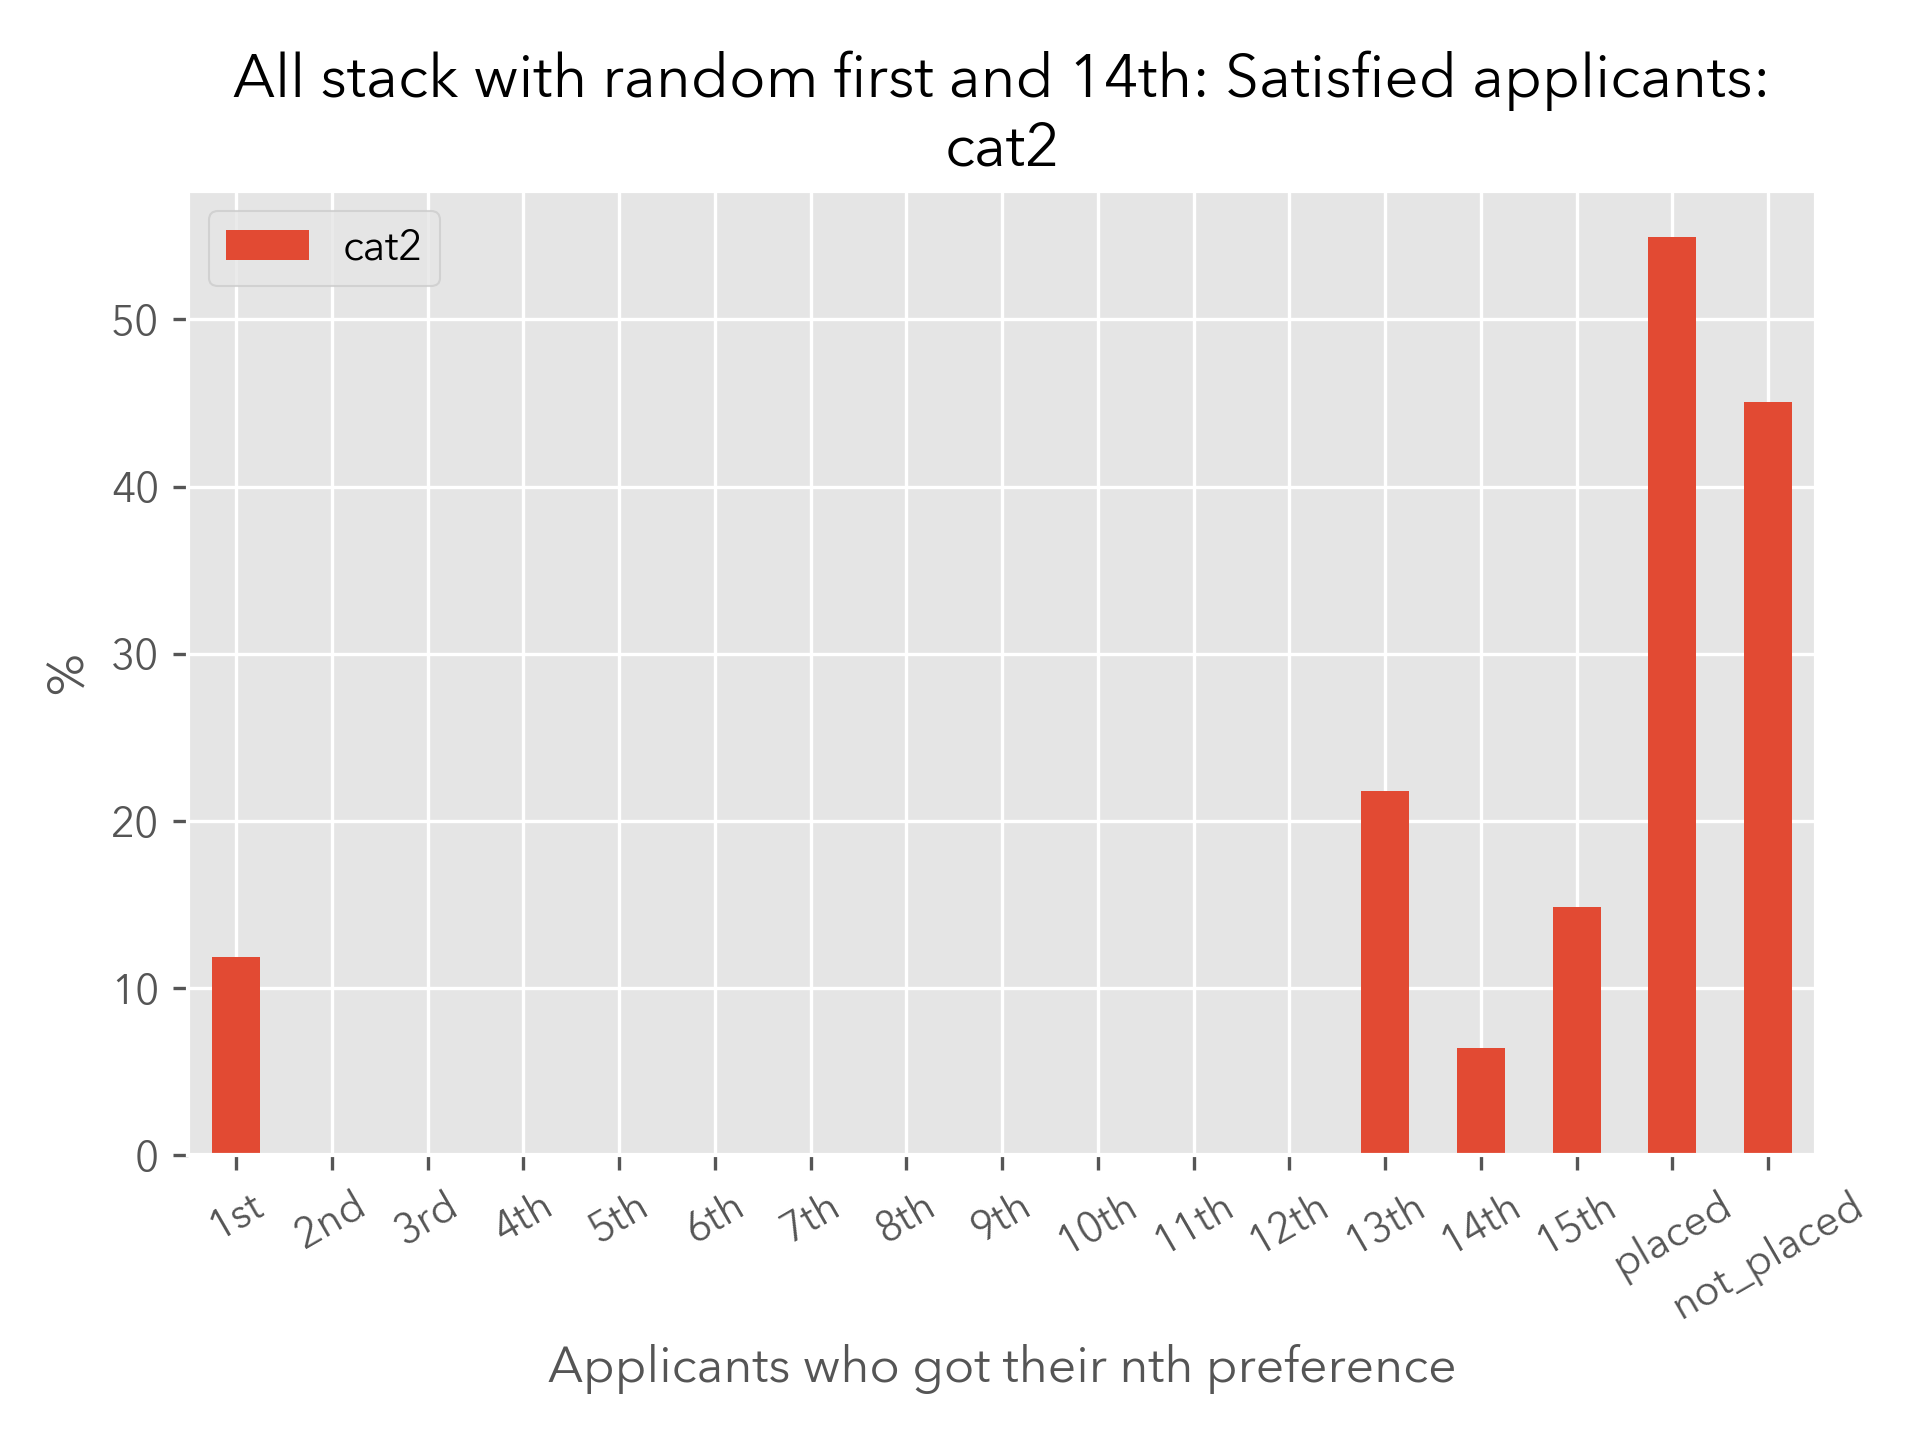 All stack with random first and 14th: Satisfied applicants:
cat2
cat2
50
40
30
20
10
0
%
1st
2nd
3rd
4th
5th
6th
7th
8th
9th
10th
11th
12th
13th
14th
15th
placed
not_placed
Applicants who got their nth preference